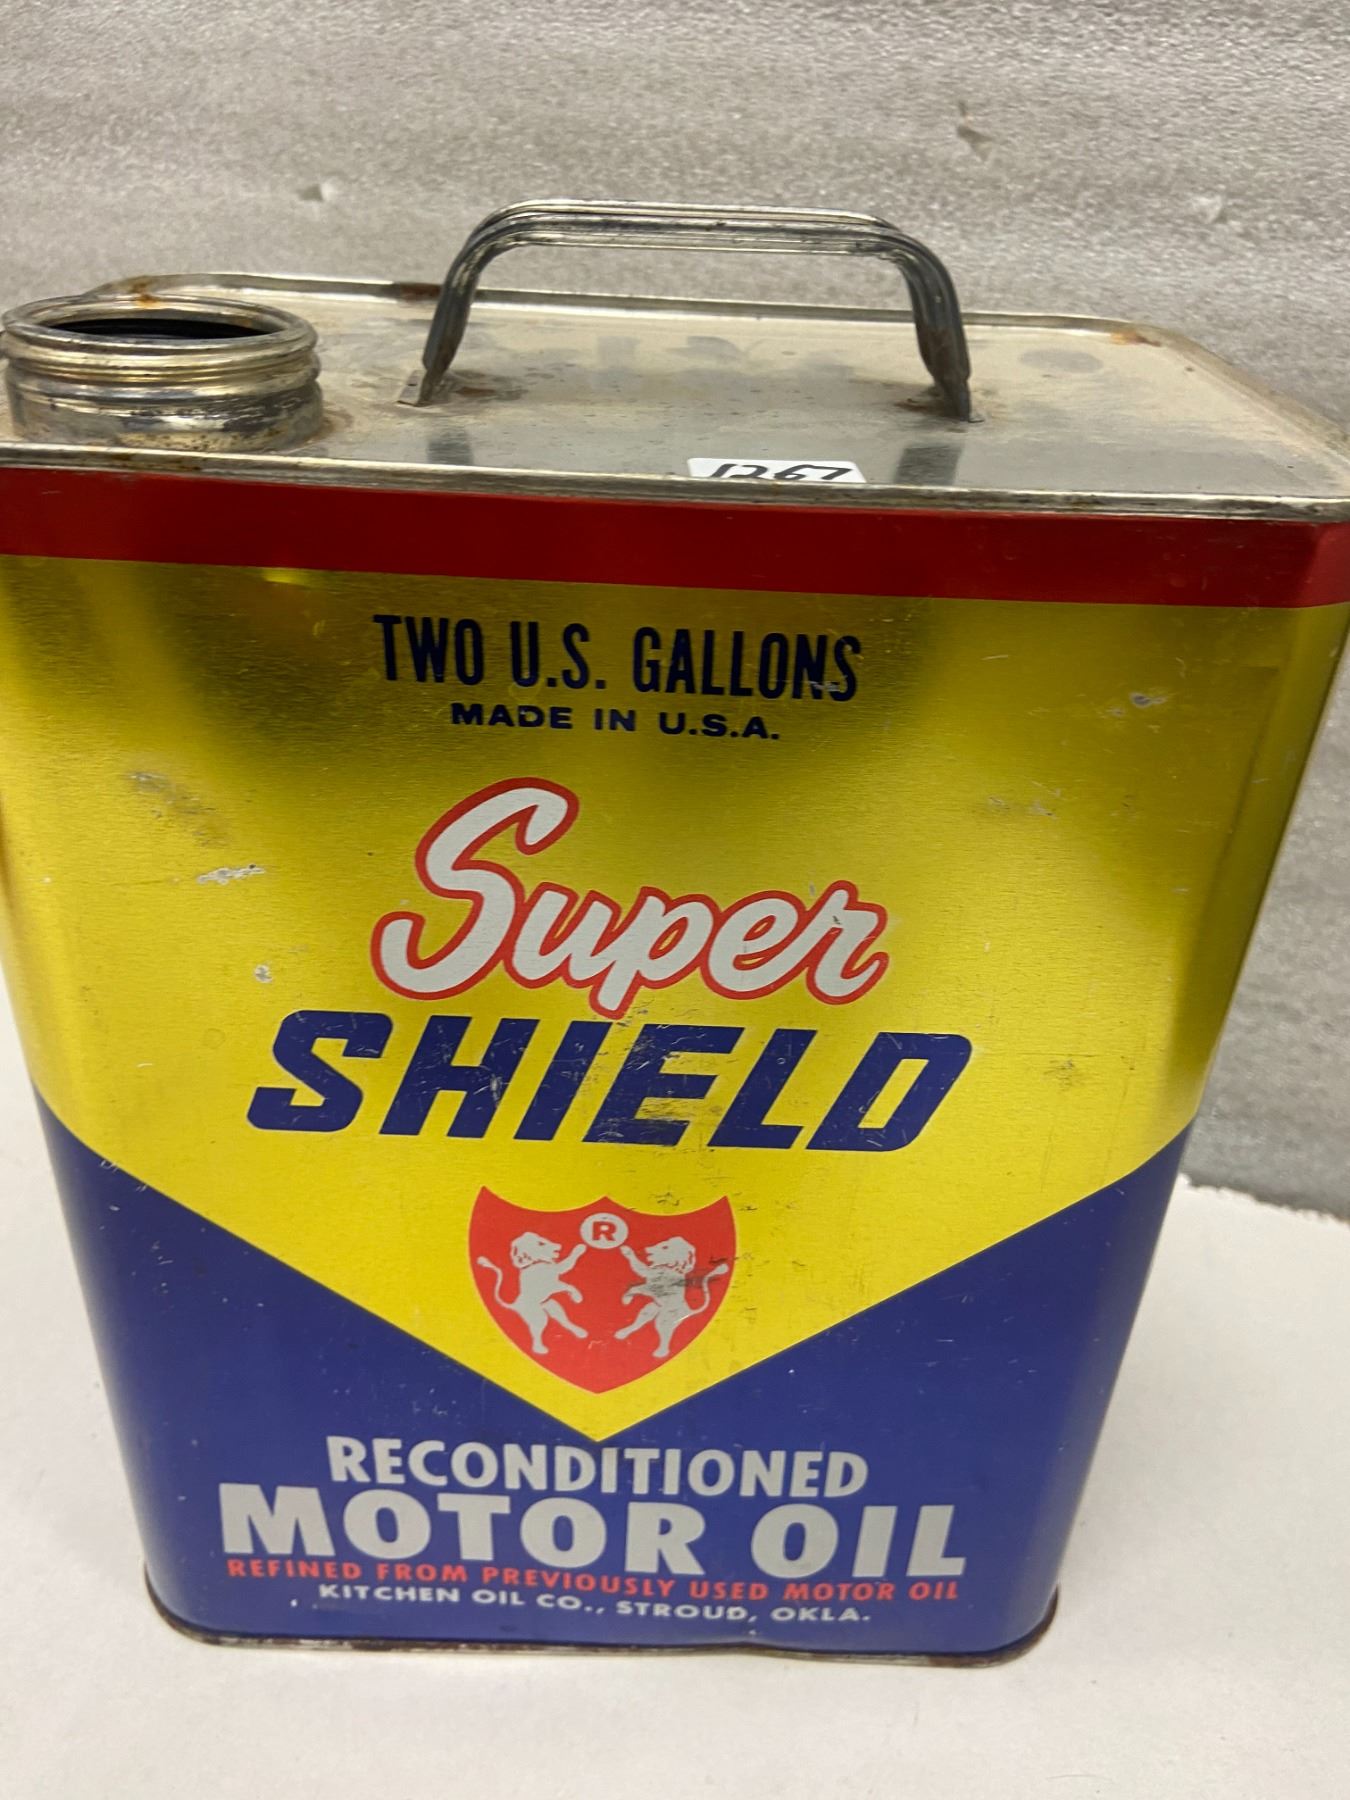 TWO U.S. GALLONS
MADE IN U.S.A.
Super
SHIELD
R
RECONDITIONED
MOTOR OIL
REFINED FROM PREVIOUSLY USED MOTOR OIL
KITCHEN OIL CO., STROUD, OKLA.